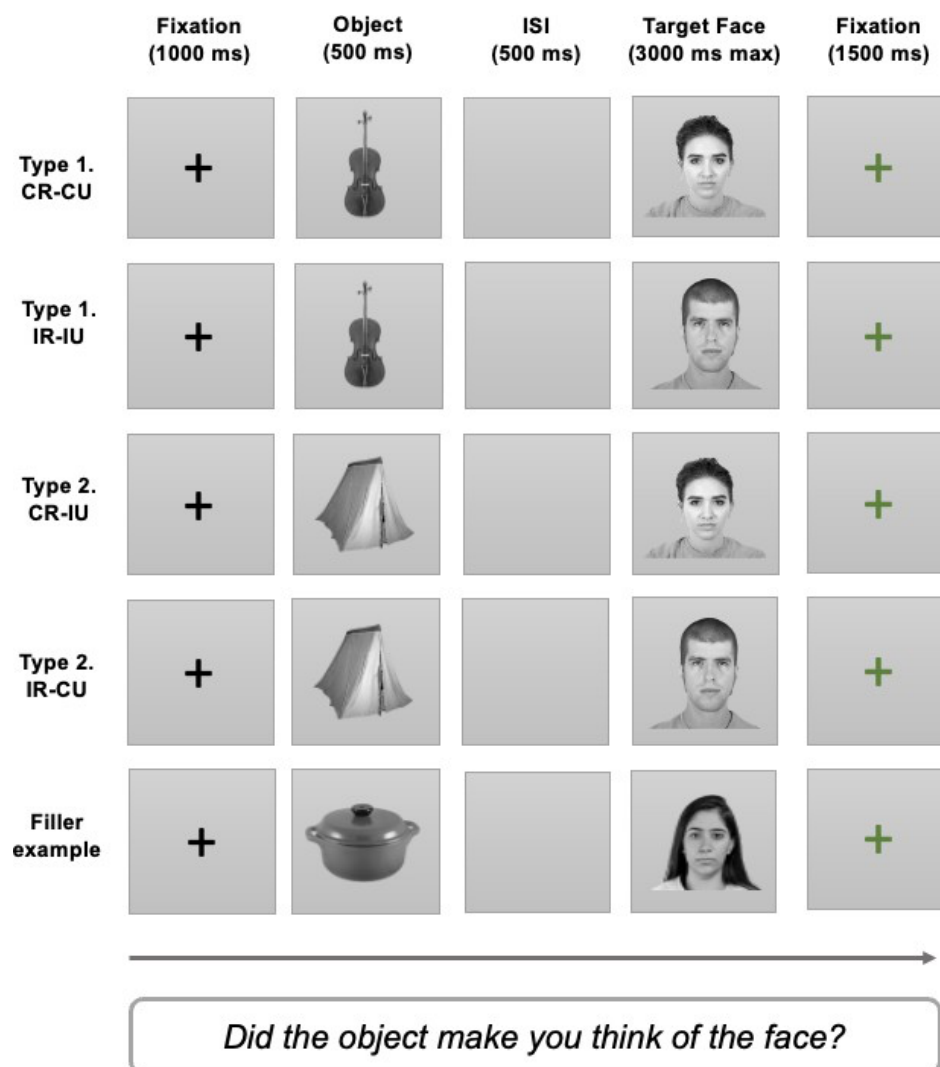 Fixation
(1000 ms)
Object
(500 ms)
ISI
(500 ms)
Target Face
(3000 ms max)
Fixation
(1500 ms)
Type 1.
CR-CU
Type 1.
IR-IU
Type 2.
CR-IU
Type 2.
IR-CU
Filler
example
Did the object make you think of the face?